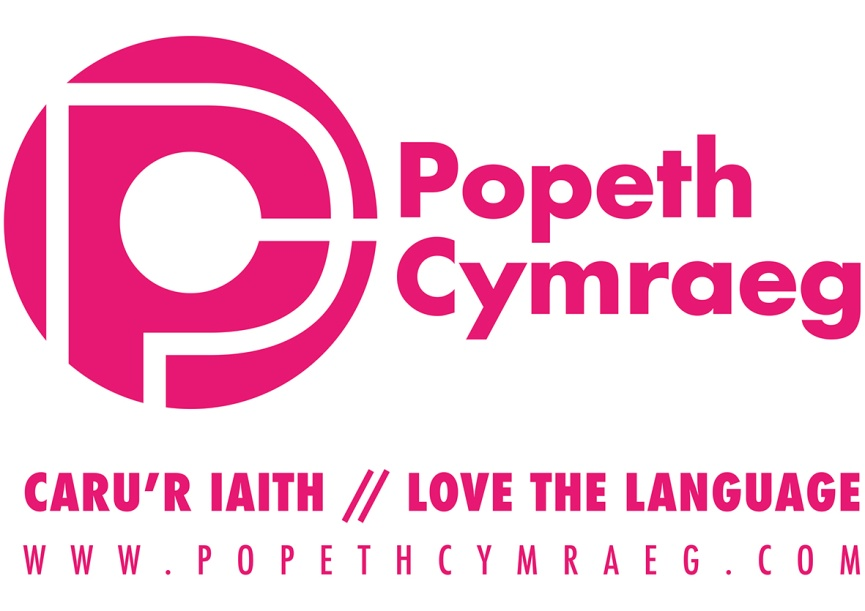 Popeth
Cymraeg
CARU'R IAITH // LOVE THE LANGUAGE
WWW.POPETHCYMRAEG.COM